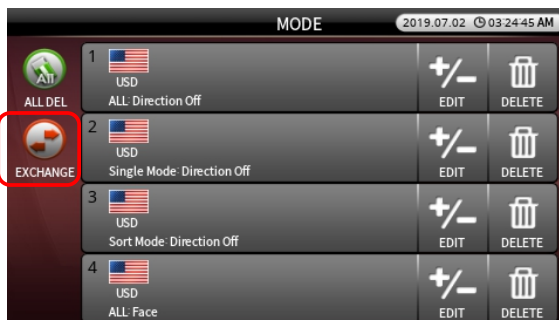 MODE
2019.07.02 03:24:45 AM
All
ALL DEL
EXCHANGE
1
USD
ALL: Direction Off
+/-
EDIT
DELETE
2
USD
Single Mode: Direction Off
+/-
EDIT
DELETE
3
USD
Sort Mode: Direction Off
+/-
EDIT
DELETE
4
USD
ALL: Face
+/-
EDIT
DELETE